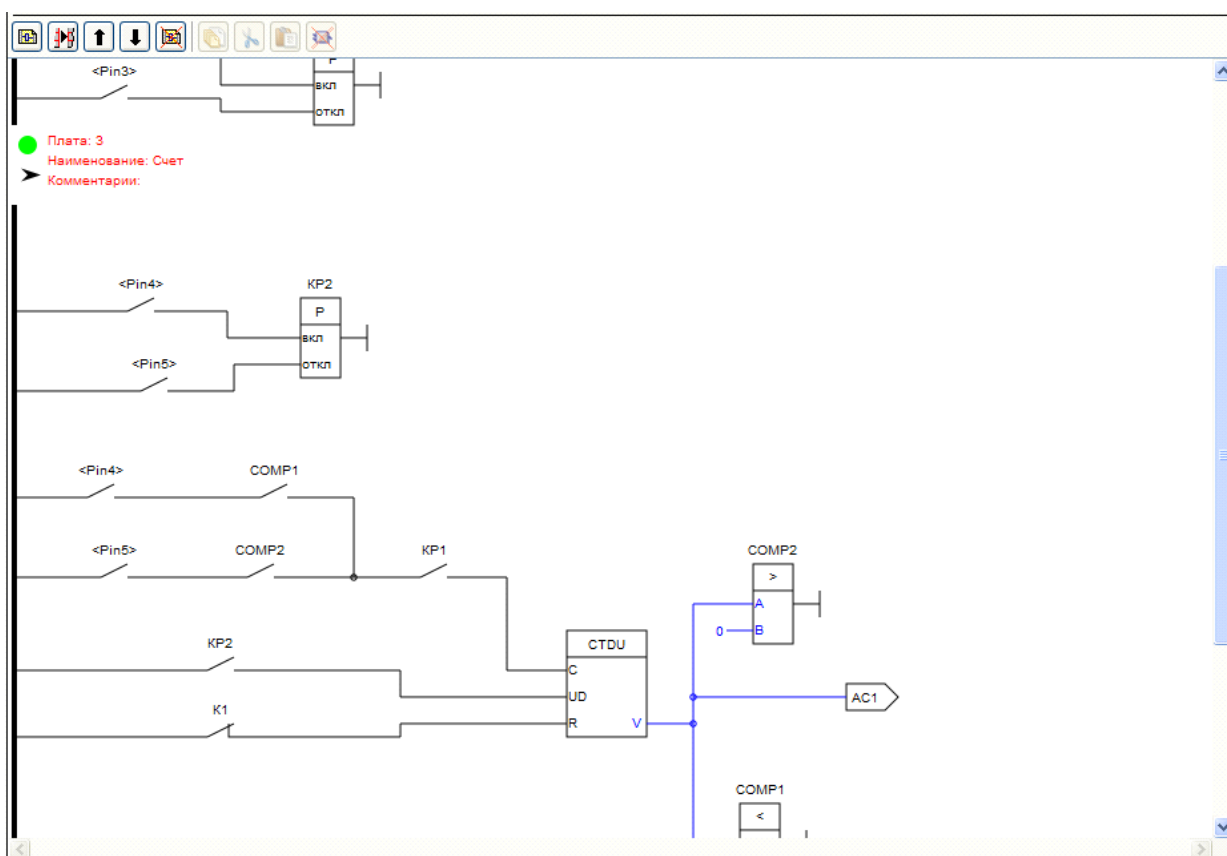 P
<Pin3>
вкл
откл
Плата: 3
Наименование: Счет
Комментарии:
<Pin4>
KP2
P
вкл
<Pin5>
откл
<Pin4>
COMP1
<Pin5>
COMP2
KP1
COMP2
>
A
0
B
KP2
CTDU
C
UD
AC1
K1
R
V
COMP1
<